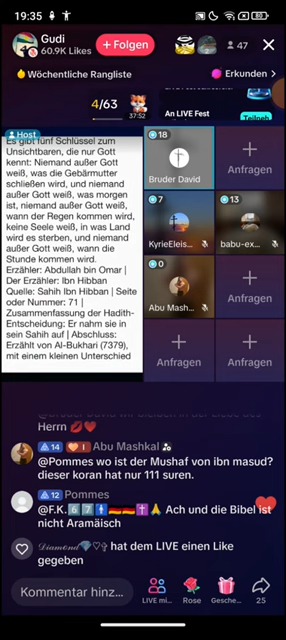 19:35
80
Gudi
60.9K Likes
+ Folgen
47
Wöchentliche Rangliste
Erkunden >
4/63
37:52
An LIVE Fest
Teilneh
Host
Es gibt fünf Schlüssel zum
Unsichtbaren, die nur Gott
kennt: Niemand außer Gott
weiß, was die Gebärmutter
schließen wird, und niemand
außer Gott weiß, was morgen
ist, niemand außer Gott weiß,
wann der Regen kommen wird,
keine Seele weiß, in was Land
wird es sterben, und niemand
außer Gott weiß, wann die
Stunde kommen wird.
Erzähler: Abdullah bin Omar |
Der Erzähler: Ibn Hibban
Quelle: Sahih Ibn Hibban | Seite
oder Nummer: 71 |
Zusammenfassung der Hadith-
Entscheidung: Er nahm sie in
sein Sahih auf | Abschluss:
Erzählt von Al-Bukhari (7379),
mit einem kleinen Unterschied
18
Bruder David
Anfragen
7
KyrieEleis...
13
babu-ex...
0
Abu Mash...
Anfragen
Anfragen
Anfragen
Herrn 💋❤️
14 1 Abu Mashkal
@Pommes wo ist der Mushaf von ibn masud?
dieser koran hat nur 111 suren.
12 Pommes
@F.K. 6️⃣7️⃣🚹🇩🇪🇩🇪✝️🙏 Ach und die Bibel ist
nicht Aramäisch
𝒟𝒾𝒶𝓂𝑜𝓃𝒹💎♡✞ hat dem LIVE einen Like
gegeben
Kommentar hinz...
LIVE mi...
Rose
Gesche...
25